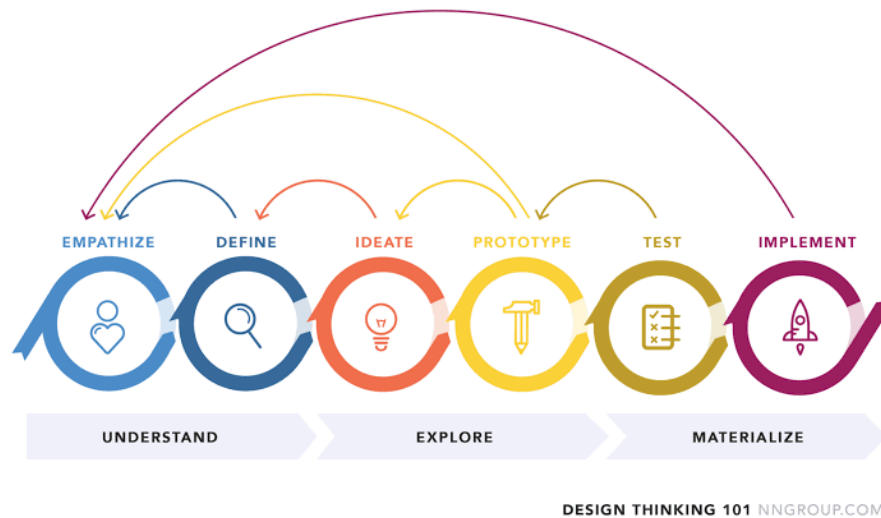 EMPATHIZE DEFINE IDEATE PROTOTYPE TEST IMPLEMENT
UNDERSTAND EXPLORE MATERIALIZE
DESIGN THINKING 101 NNGROUP.COM